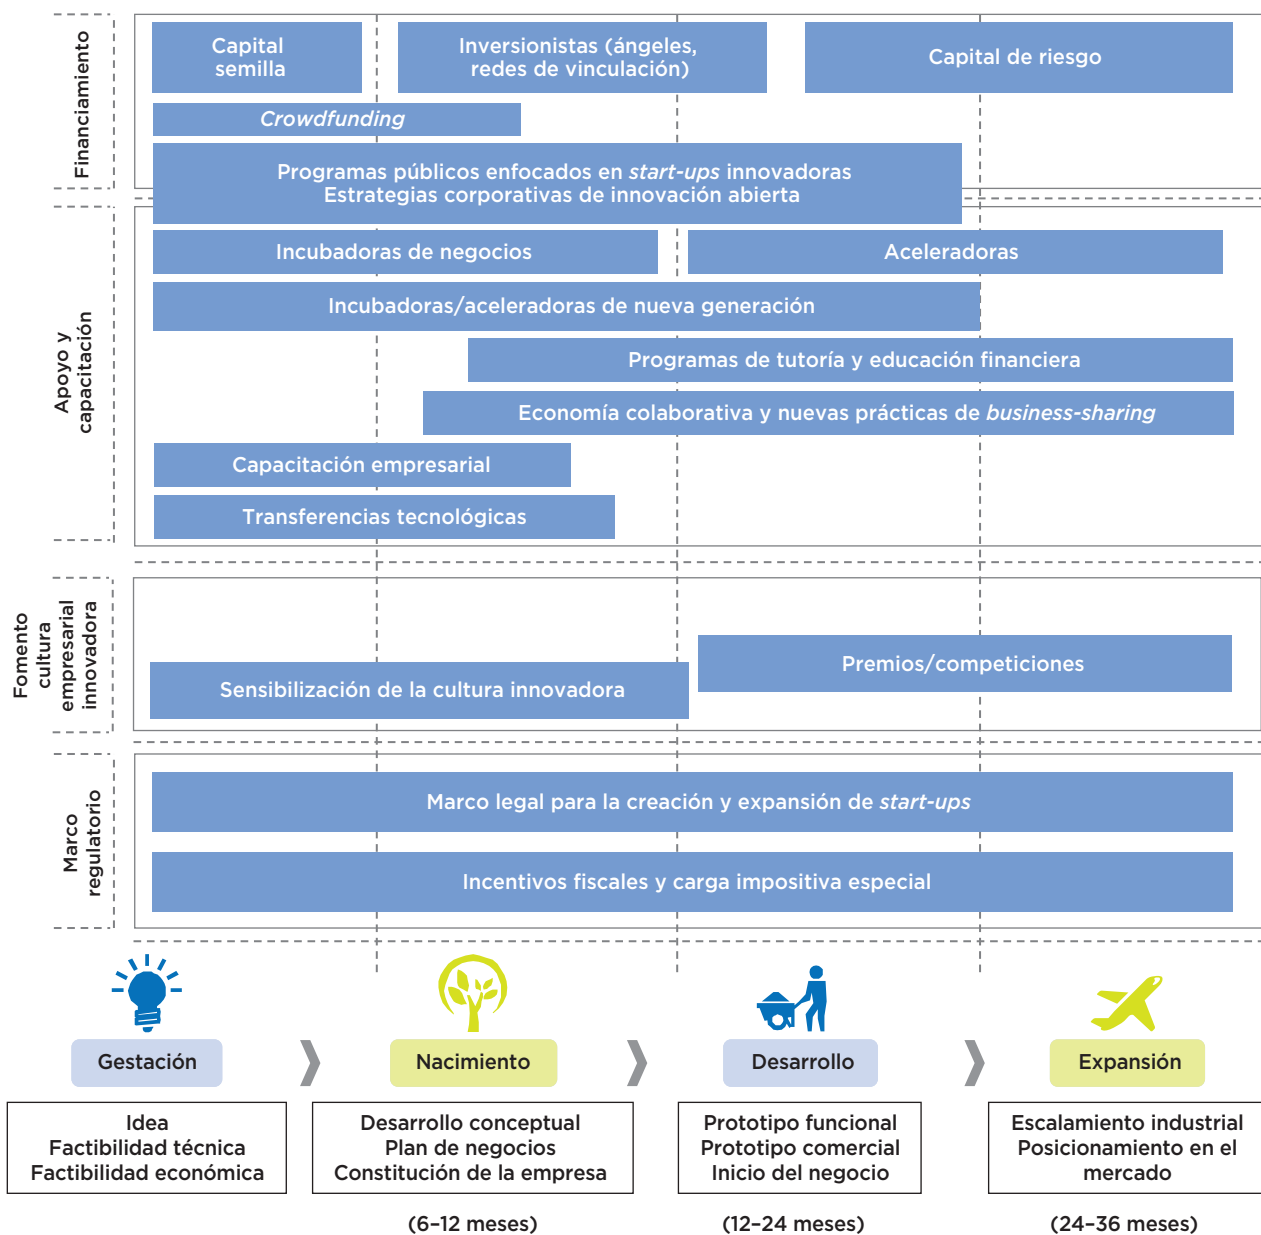 Financiamiento
Capital
semilla
Inversionistas (ángeles,
redes de vinculación)
Capital de riesgo
Crowdfunding
Programas públicos enfocados en start-ups innovadoras
Estrategias corporativas de innovación abierta
Apoyo y
capacitación
Incubadoras de negocios
Aceleradoras
Incubadoras/aceleradoras de nueva generación
Programas de tutoría y educación financiera
Economía colaborativa y nuevas prácticas de business-sharing
Capacitación empresarial
Transferencias tecnológicas
Fomento
cultura
empresarial
innovadora
Premios/competiciones
Sensibilización de la cultura innovadora
Marco
regulatorio
Marco legal para la creación y expansión de start-ups
Incentivos fiscales y carga impositiva especial
Gestación
Nacimiento
Desarrollo
Expansión
Idea
Factibilidad técnica
Factibilidad económica
Desarrollo conceptual
Plan de negocios
Constitución de la empresa
Prototipo funcional
Prototipo comercial
Inicio del negocio
Escalamiento industrial
Posicionamiento en el
mercado
(6–12 meses)
(12–24 meses)
(24–36 meses)